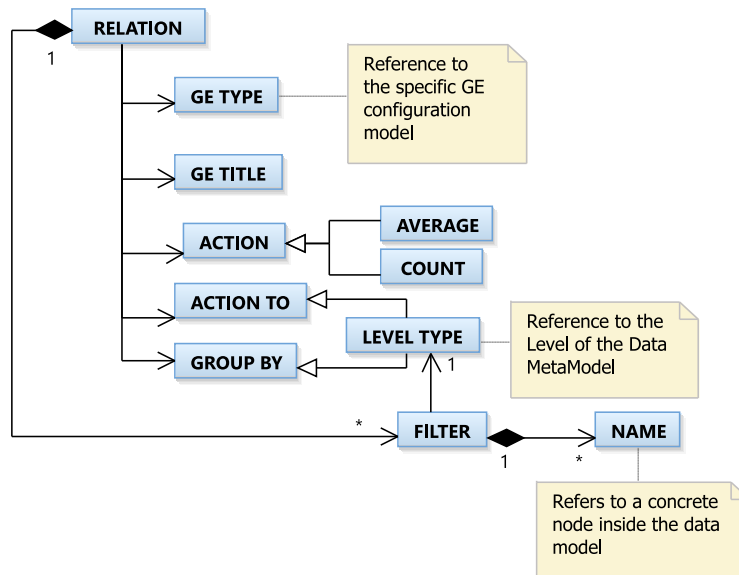 RELATION
1
Reference to
the specific GE
configuration
model
GE TYPE
GE TITLE
ACTION
AVERAGE
COUNT
ACTION TO
LEVEL TYPE
GROUP BY
Reference to the
Level of the Data
MetaModel
1
*
FILTER
1
*
NAME
Refers to a concrete
node inside the data
model